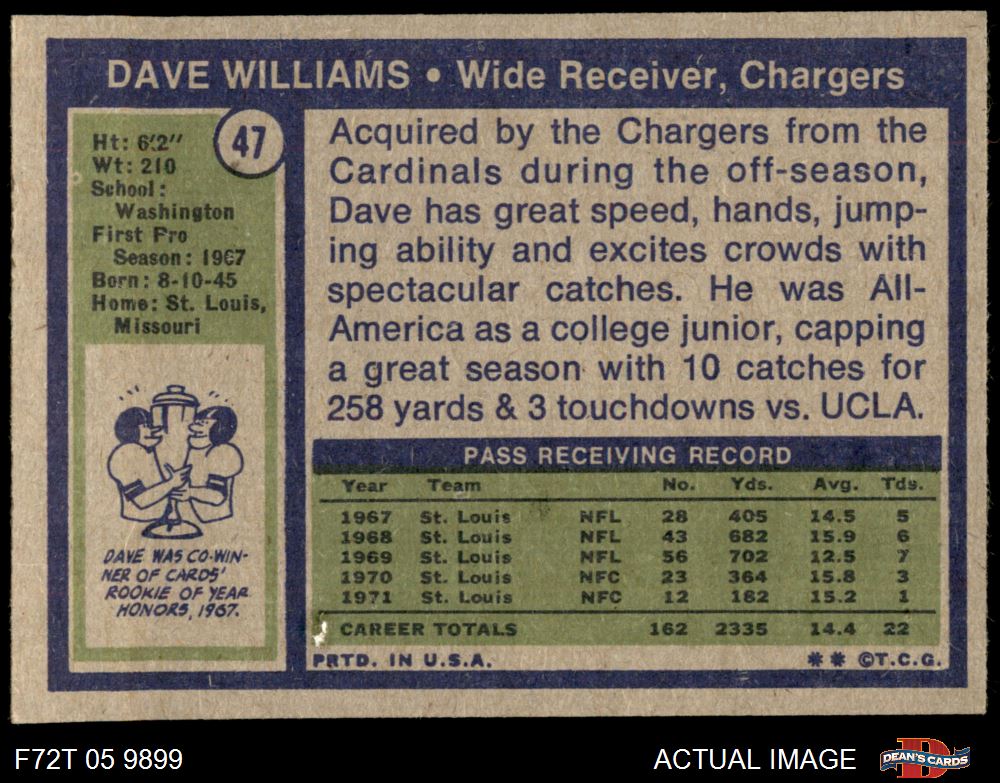 DAVE WILLIAMS • Wide Receiver, Chargers
47
Ht: 6'2"
Wt: 210
School:
Washington
First Pro
Season: 1967
Born: 8-10-45
Home: St. Louis,
Missouri
DAVE WAS CO-WIN-
NER OF CARDS'
ROOKIE OF YEAR
HONORS, 1967.
Acquired by the Chargers from the
Cardinals during the off-season,
Dave has great speed, hands, jump-
ing ability and excites crowds with
spectacular catches. He was All-
America as a college junior, capping
a great season with 10 catches for
258 yards & 3 touchdowns vs. UCLA.
PASS RECEIVING RECORD
Year Team No. Yds. Avg. Tds.
1967 St. Louis NFL 28 405 14.5 5
1968 St. Louis NFL 43 682 15.9 6
1969 St. Louis NFL 56 702 12.5 7
1970 St. Louis NFC 23 364 15.8 3
1971 St. Louis NFC 12 182 15.2 1
CAREER TOTALS 162 2335 14.4 22
PRTD. IN U.S.A. ** ©T.C.G.
F72T 05 9899 ACTUAL IMAGE DEAN'S CARDS